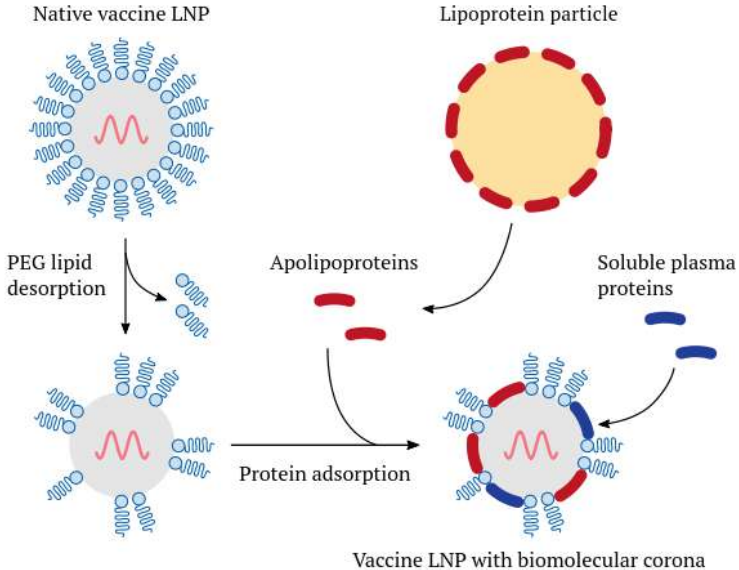 Native vaccine LNP
Lipoprotein particle
PEG lipid
desorption
Apolipoproteins
Soluble plasma
proteins
Protein adsorption
Vaccine LNP with biomolecular corona